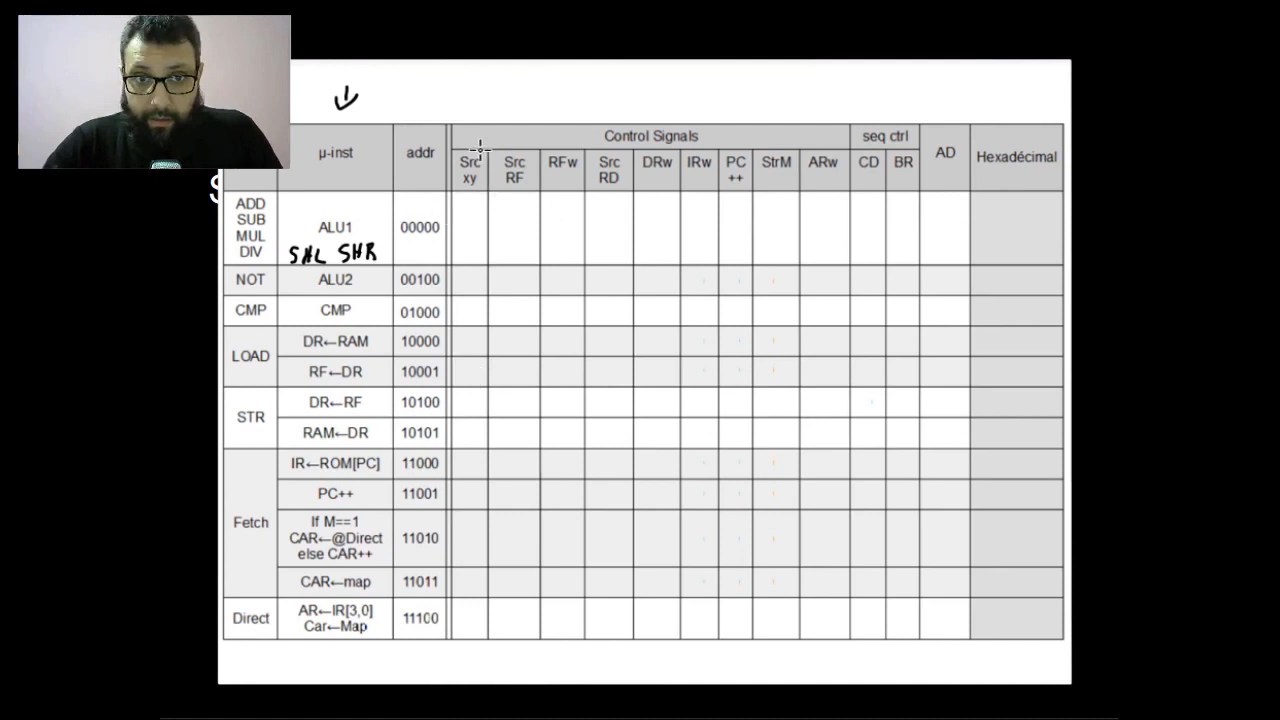 Control Signals seq ctrl
μ-inst addr AD Hexadécimal
Src xy Src RF RFw Src RD DRw IRw PC ++ StrM ARw CD BR
S
ADD
SUB
MUL
DIV
ALU1 00000
SHL SHR
NOT ALU2 00100
CMP CMP 01000
LOAD
DR←RAM 10000
RF←DR 10001
STR
DR←RF 10100
RAM←DR 10101
Fetch
IR←ROM[PC] 11000
PC++ 11001
If M==1
CAR←@Direct 11010
else CAR++
CAR←map 11011
Direct
AR←IR[3,0] 11100
Car←Map